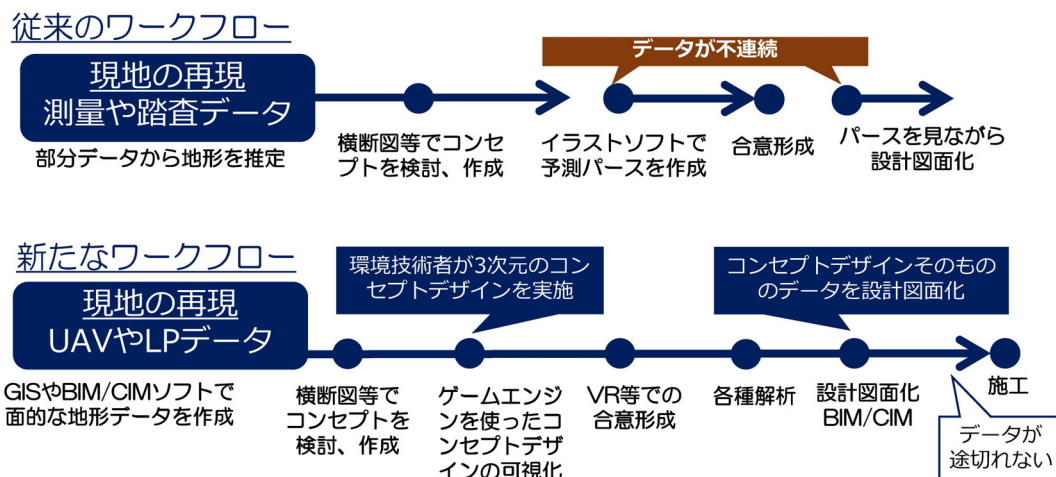 従来のワークフロー
現地の再現
測量や踏査データ
部分データから地形を推定
横断図等でコンセ
プトを検討、作成
データが不連続
イラストソフトで
予測パースを作成
合意形成
パースを見ながら
設計図面化
新たなワークフロー
現地の再現
UAVやLPデータ
GISやBIM/CIMソフトで
面的な地形データを作成
横断図等で
コンセプトを
検討、作成
環境技術者が3次元のコン
セプトデザインを実施
ゲームエンジ
ンを使ったコ
ンセプトデザ
インの可視化
VR等での
合意形成
各種解析
コンセプトデザインそのもの
のデータを設計図面化
設計図面化
BIM/CIM
施工
データが
途切れない